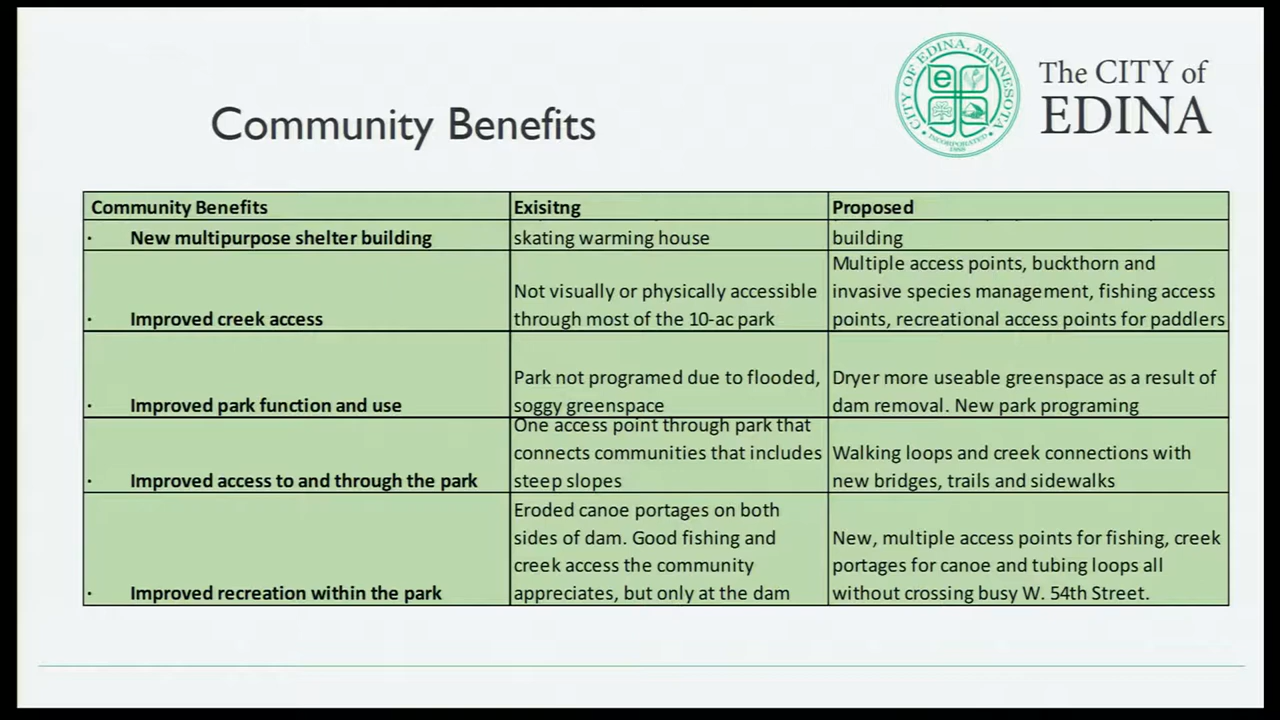 CITY OF EDINA, MINNESOTA
INCORPORATED
1888
e
The CITY of
EDINA
Community Benefits
Community Benefits Exisitng Proposed
· New multipurpose shelter building skating warming house building
Multiple access points, buckthorn and
Not visually or physically accessible invasive species management, fishing access
· Improved creek access through most of the 10-ac park points, recreational access points for paddlers
Park not programed due to flooded, Dryer more useable greenspace as a result of
· Improved park function and use soggy greenspace dam removal. New park programing
One access point through park that
connects communities that includes Walking loops and creek connections with
· Improved access to and through the park steep slopes new bridges, trails and sidewalks
Eroded canoe portages on both
sides of dam. Good fishing and New, multiple access points for fishing, creek
creek access the community portages for canoe and tubing loops all
· Improved recreation within the park appreciates, but only at the dam without crossing busy W. 54th Street.